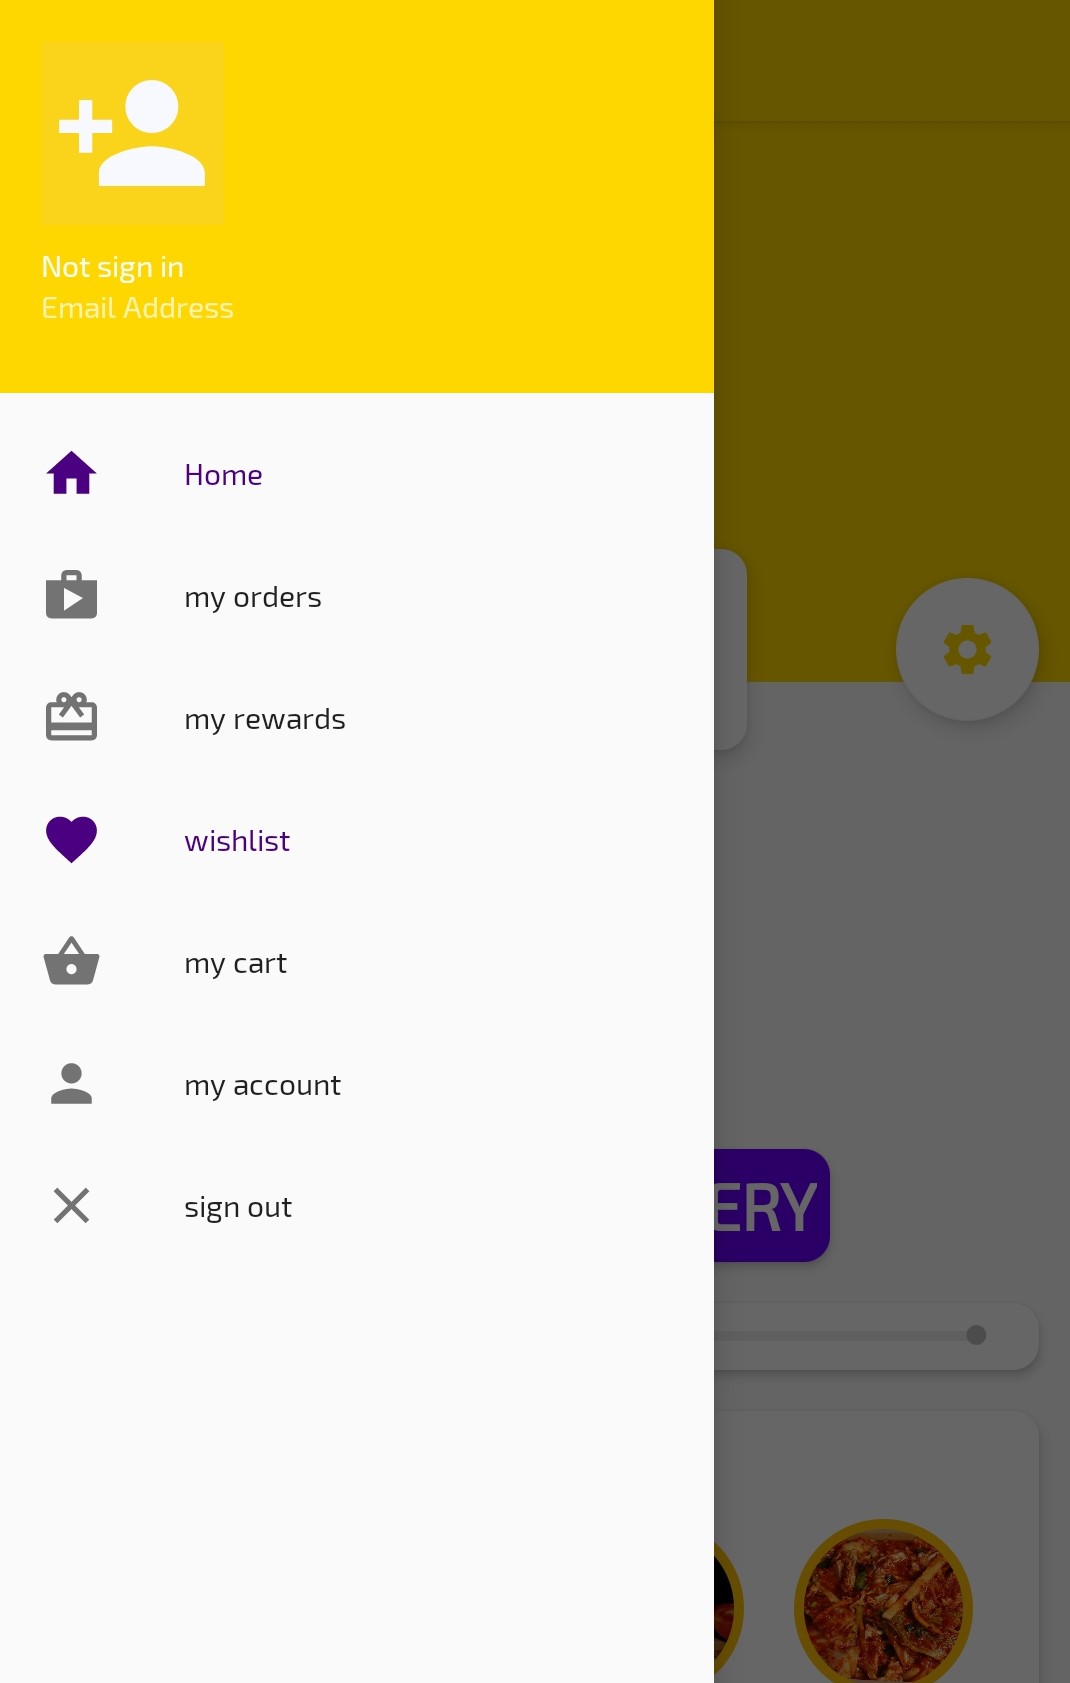 Not sign in
Email Address
Home
my orders
my rewards
wishlist
my cart
my account
sign out
ERY